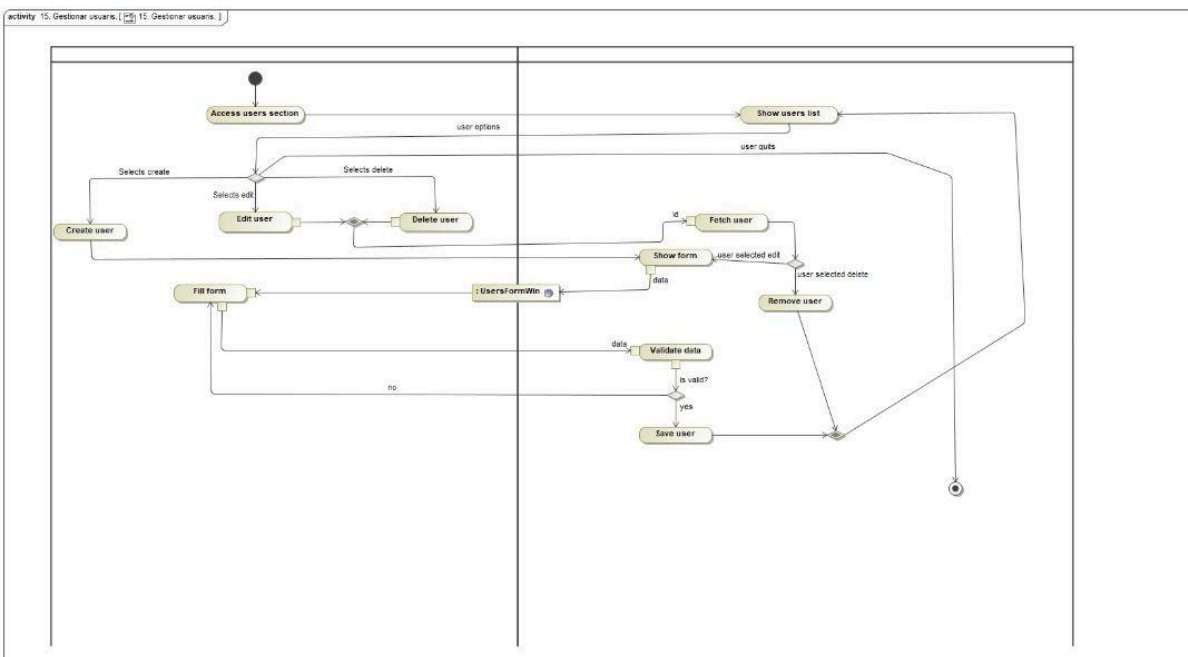 activity 15. Gestionar usuaris. [ 15. Gestionar usuaris. ]
Access users section
Show users list
user options
user quits
Selects create
Selects delete
Selects edit
Edit user
Delete user
id
Fetch user
Create user
Show form
user selected edit
user selected delete
data
Fill form
: UsersFormWin
Remove user
data
Validate data
is valid?
no
yes
Save user